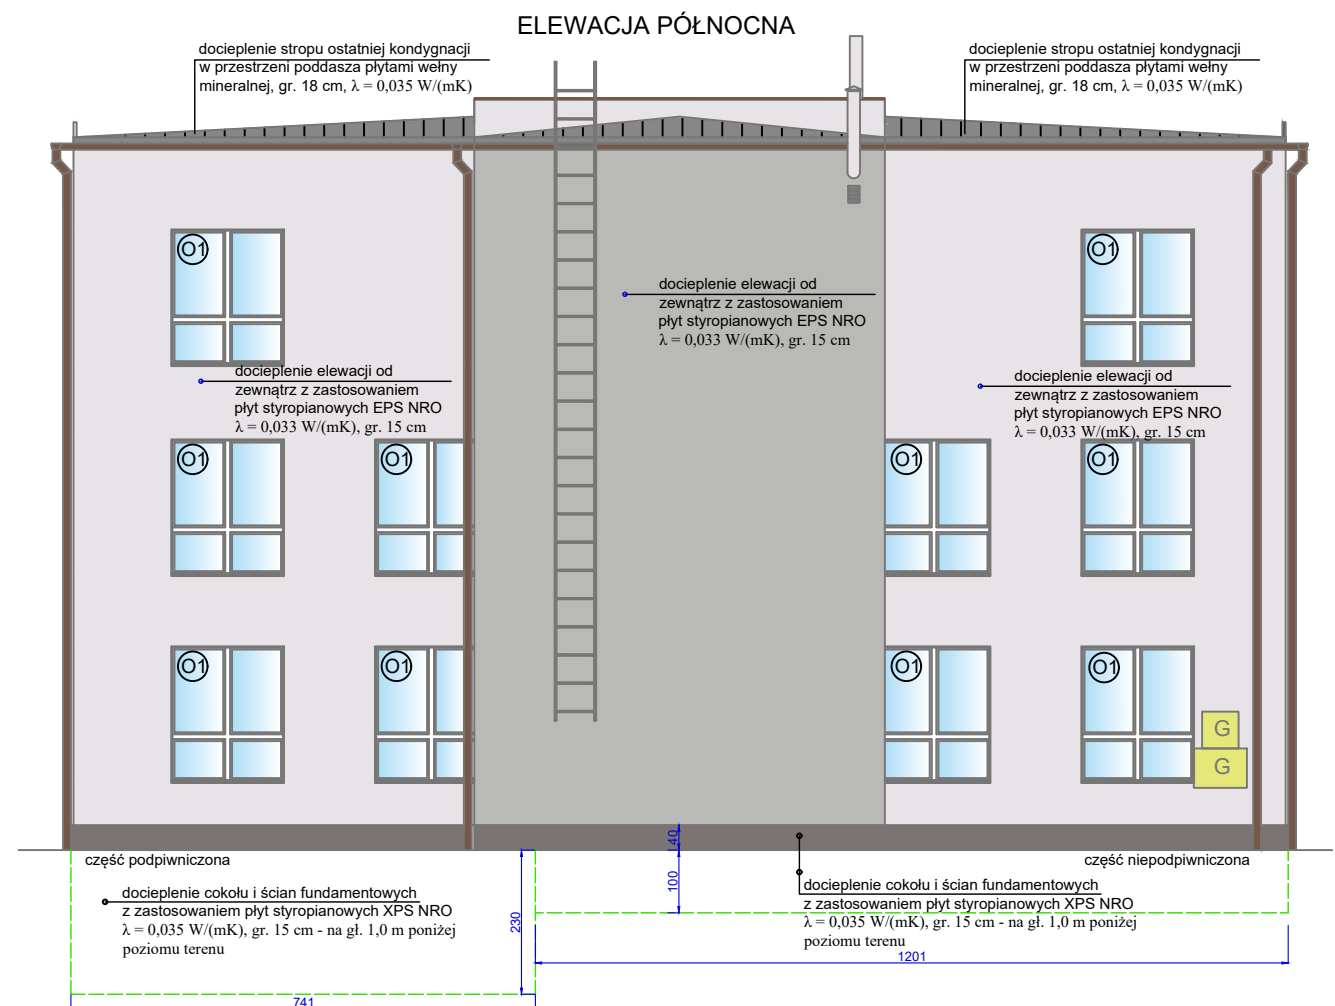 ELEWACJA PÓŁNOCNA
docieplenie stropu ostatniej kondygnacji
w przestrzeni poddasza płytami wełny
mineralnej, gr. 18 cm, λ = 0,035 W/(mK)
docieplenie stropu ostatniej kondygnacji
w przestrzeni poddasza płytami wełny
mineralnej, gr. 18 cm, λ = 0,035 W/(mK)
O1
O1
docieplenie elewacji od
zewnątrz z zastosowaniem
płyt styropianowych EPS NRO
λ = 0,033 W/(mK), gr. 15 cm
docieplenie elewacji od
zewnątrz z zastosowaniem
płyt styropianowych EPS NRO
λ = 0,033 W/(mK), gr. 15 cm
docieplenie elewacji od
zewnątrz z zastosowaniem
płyt styropianowych EPS NRO
λ = 0,033 W/(mK), gr. 15 cm
O1
O1
O1
O1
O1
O1
O1
O1
G
G
40
100
230
część podpiwniczona
część niepodpiwniczona
docieplenie cokołu i ścian fundamentowych
z zastosowaniem płyt styropianowych XPS NRO
λ = 0,035 W/(mK), gr. 15 cm - na gł. 1,0 m poniżej
poziomu terenu
docieplenie cokołu i ścian fundamentowych
z zastosowaniem płyt styropianowych XPS NRO
λ = 0,035 W/(mK), gr. 15 cm - na gł. 1,0 m poniżej
poziomu terenu
1201
741